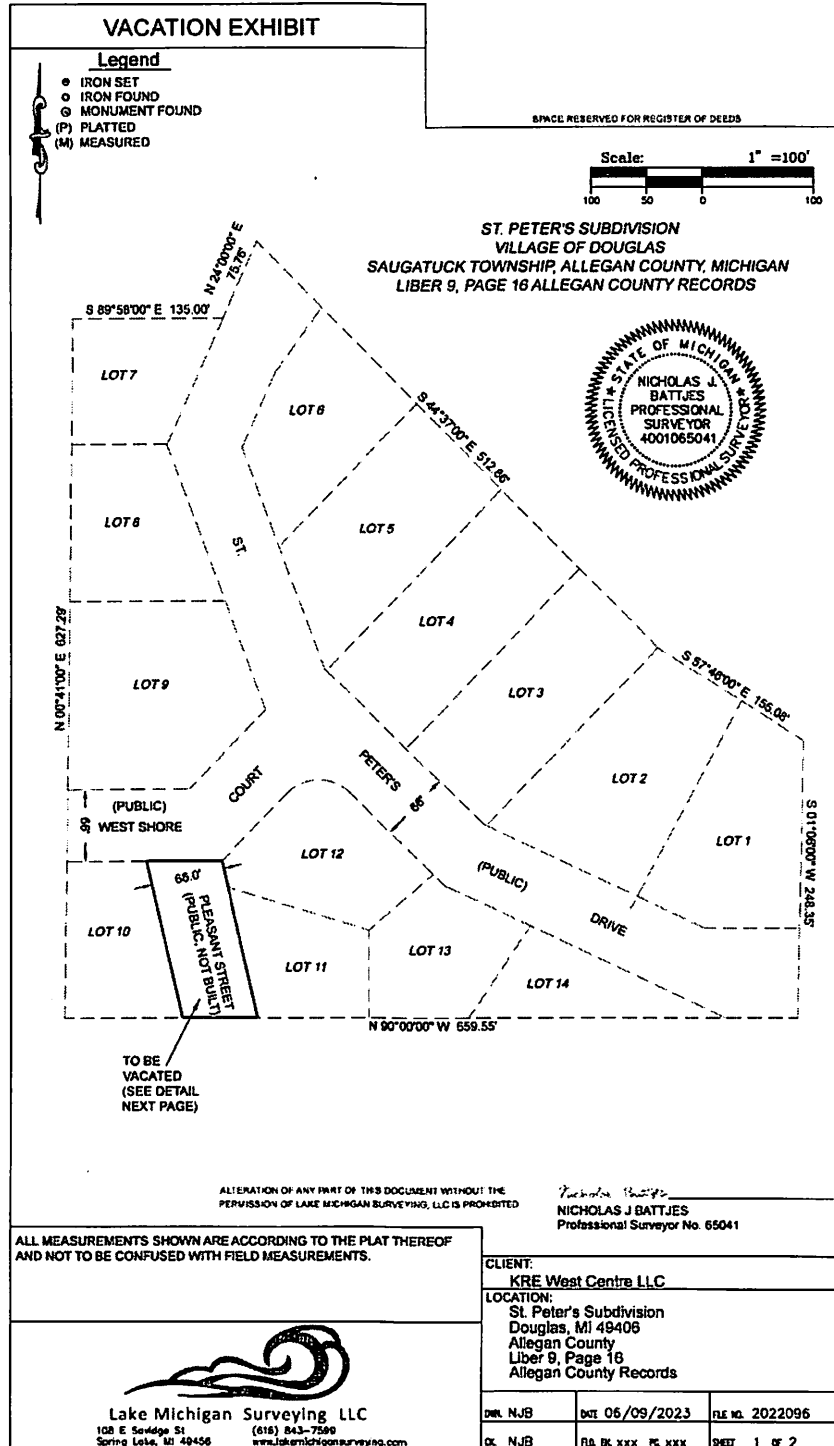 VACATION EXHIBIT
Legend
IRON SET
IRON FOUND
MONUMENT FOUND
(P) PLATTED
(M) MEASURED
SPACE RESERVED FOR REGISTER OF DEEDS
Scale: 1" =100'
100 50 0 100
ST. PETER'S SUBDIVISION
VILLAGE OF DOUGLAS
SAUGATUCK TOWNSHIP, ALLEGAN COUNTY, MICHIGAN
LIBER 9, PAGE 16 ALLEGAN COUNTY RECORDS
STATE OF MICHIGAN
NICHOLAS J.
BATTJES
PROFESSIONAL
SURVEYOR
4001065041
LICENSED PROFESSIONAL SURVEYOR
N 24°00'00" E
75.76'
S 89°58'00" E 135.00'
LOT 7
LOT 6
S 44°37'00" E 512.66'
LOT 8
ST.
LOT 5
LOT 4
N 00°41'00" E 627.29'
LOT 9
LOT 3
S 57°46'00" E 156.08'
PETER'S
COURT
66'
LOT 2
(PUBLIC)
WEST SHORE
66'
LOT 1
S 01°06'00" W 248.35'
LOT 12
(PUBLIC)
DRIVE
66.0'
PLEASANT STREET
(PUBLIC, NOT BUILT)
LOT 10
LOT 11
LOT 13
LOT 14
N 90°00'00" W 659.55'
TO BE
VACATED
(SEE DETAIL
NEXT PAGE)
ALTERATION OF ANY PART OF THIS DOCUMENT WITHOUT THE
PERMISSION OF LAKE MICHIGAN SURVEYING, LLC IS PROHIBITED
NICHOLAS J BATTJES
Professional Surveyor No. 65041
ALL MEASUREMENTS SHOWN ARE ACCORDING TO THE PLAT THEREOF
AND NOT TO BE CONFUSED WITH FIELD MEASUREMENTS.
CLIENT:
KRE West Centre LLC
LOCATION:
St. Peter's Subdivision
Douglas, MI 49406
Allegan County
Liber 9, Page 16
Allegan County Records
Lake Michigan Surveying LLC
108 E Savidge St (616) 843-7599
Spring Lake, MI 49456 www.lakemichigansurveying.com
DWN. NJB DATE 06/09/2023 FILE NO. 2022096
CK. NJB FLD. BK. xxx PG. xxx SHEET 1 OF 2